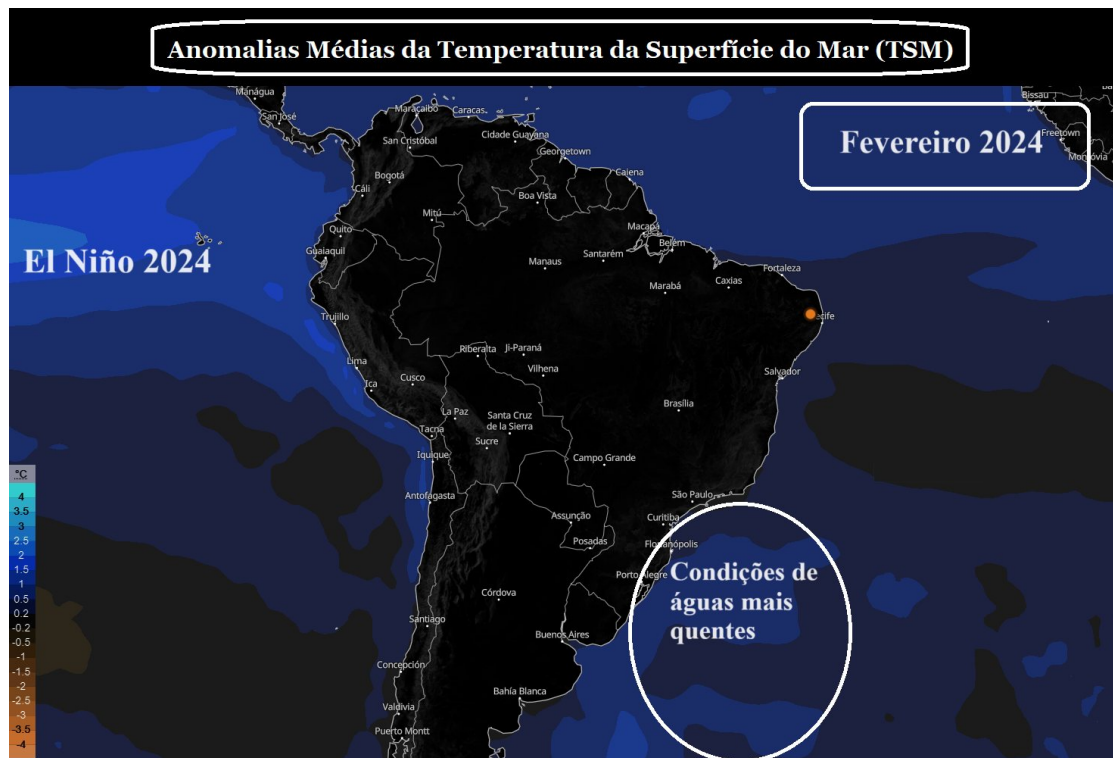 Anomalias Médias da Temperatura da Superfície do Mar (TSM)
Manágua
San José
Maracaibo
Caracas
Bissau
San Cristóbal
Cidade Guayana
Georgetown
Freetown
Fevereiro 2024
Monróvia
Bogotá
Caiena
Cáli
Boa Vista
Mitú
Quito
Macapá
El Niño 2024
Guaiaquil
Belém
Manaus
Santarém
Fortaleza
Marabá
Caxias
Trujillo
ecife
Lima
Riberalta
Ji-Paraná
Vilhena
Salvador
Ica
Cusco
La Paz
Brasília
Santa Cruz
de la Sierra
Tacna
Sucre
Iquique
Campo Grande
°C
4
3.5
3
2.5
2
1.5
1
0.5
0.2
-0.2
-0.5
-1
-1.5
-2
-2.5
-3
-3.5
-4
Antofagasta
São Paulo
Assunção
Curitiba
Posadas
Florianópolis
Porto Alegre
Condições de
águas mais
quentes
Córdova
Santiago
Buenos Aires
Concepción
Bahía Blanca
Valdivia
Puerto Montt